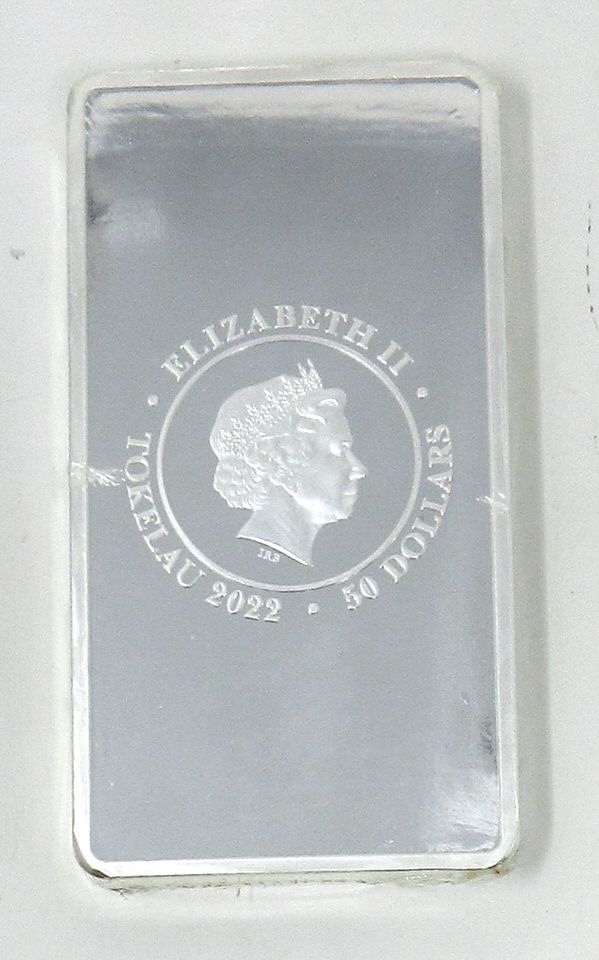 • ELIZABETH II •
IRB
TOKELAU 2022 • 50 DOLLARS